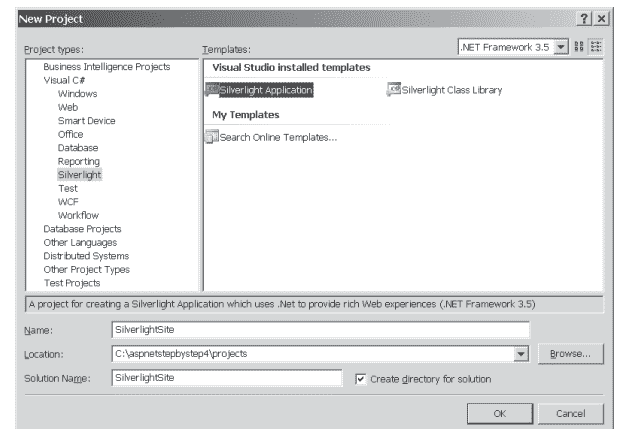 New Project
Project types:
Templates:
.NET Framework 3.5
Business Intelligence Projects
Visual C#
Windows
Web
Smart Device
Office
Database
Reporting
Silverlight
Test
WCF
Workflow
Database Projects
Other Languages
Distributed Systems
Other Project Types
Test Projects
Visual Studio installed templates
Silverlight Application
Silverlight Class Library
My Templates
Search Online Templates...
A project for creating a Silverlight Application which uses .Net to provide rich Web experiences (.NET Framework 3.5)
Name:
SilverlightSite
Location:
C:\aspnetstepbystep4\projects
Browse...
Solution Name:
SilverlightSite
Create directory for solution
OK
Cancel